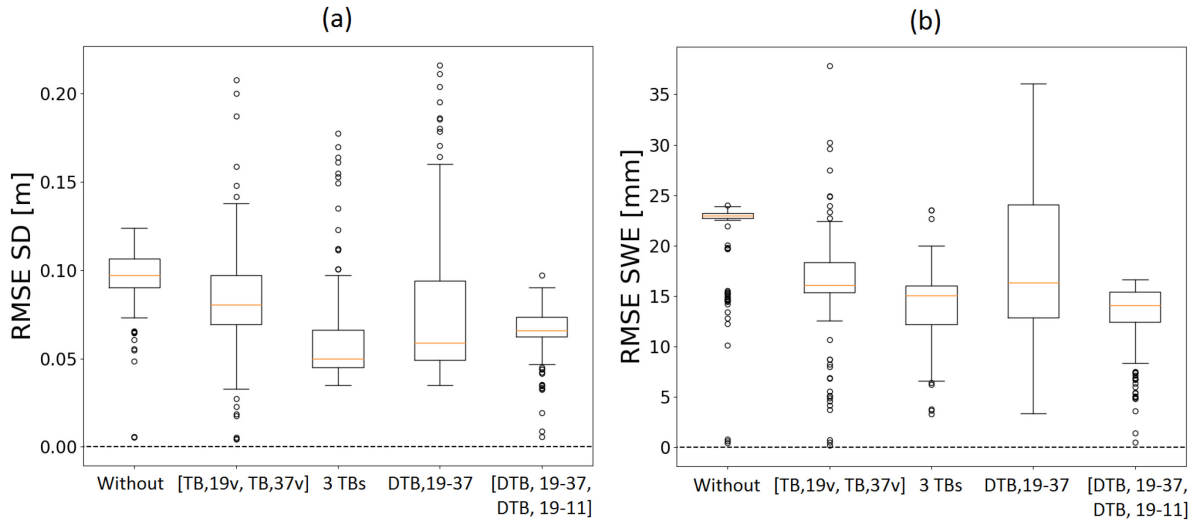 (a)
RMSE SD [m]
0.20
0.15
0.10
0.05
0.00
Without
[TB,19v, TB,37v]
3 TBs
DTB,19-37
[DTB, 19-37,
DTB, 19-11]
(b)
RMSE SWE [mm]
35
30
25
20
15
10
5
0
Without
[TB,19v, TB,37v]
3 TBs
DTB,19-37
[DTB, 19-37,
DTB, 19-11]